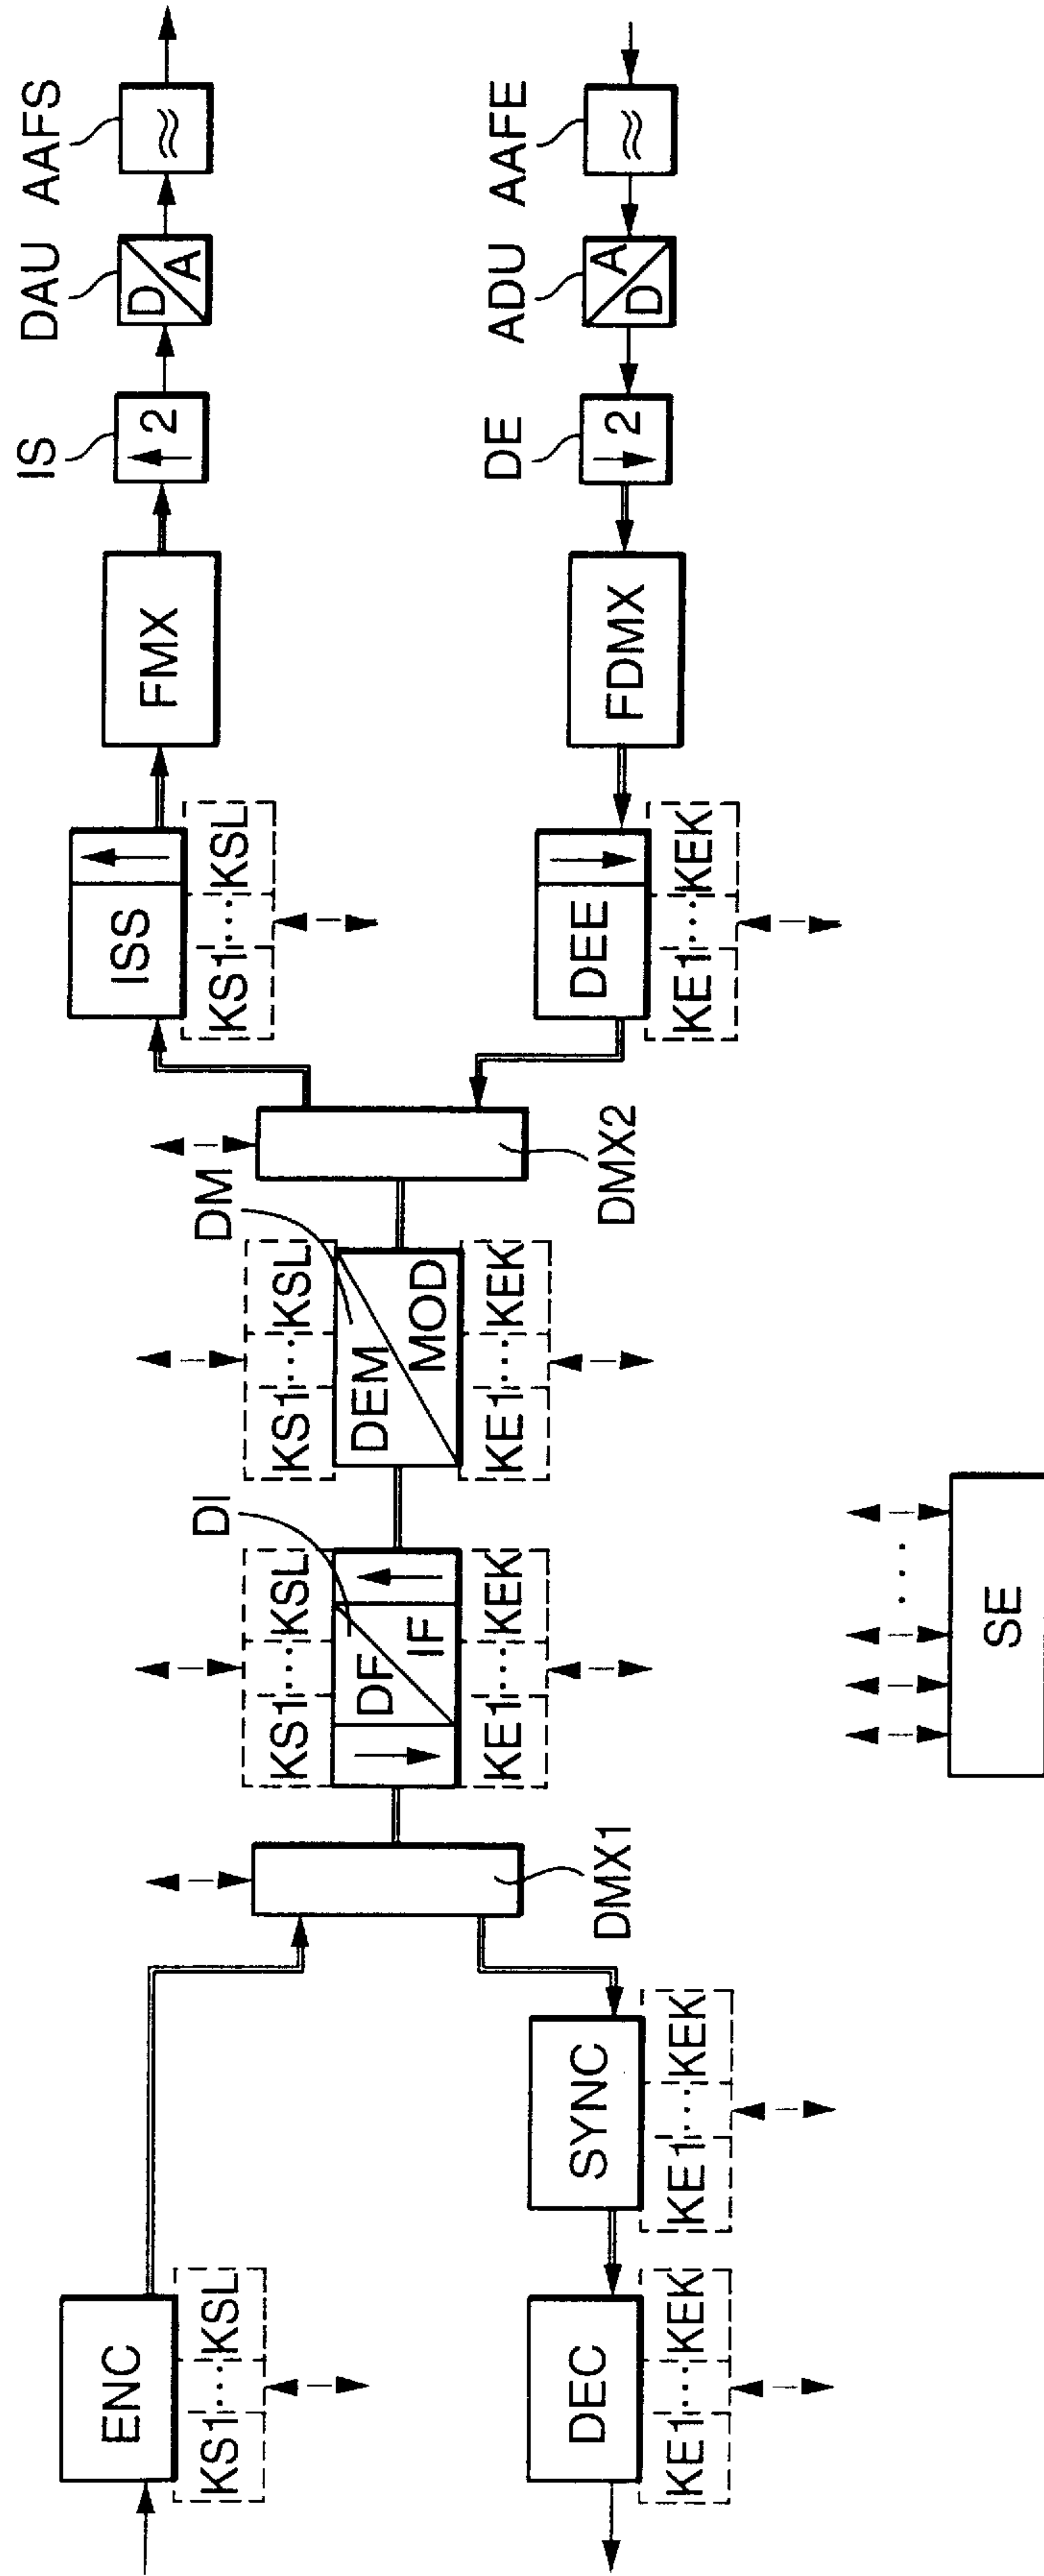 IS DAU AAFS
ENC
KS1 ... KSL
ISS
KS1 ... KSL
FMX
2
D A
≈
DI
DM
KS1 ... KSL
KS1 ... KSL
DF IF
DEM MOD
KE1 ... KEK
KE1 ... KEK
DMX1
DMX2
DE ADU AAFE
DEC
KE1 ... KEK
SYNC
KE1 ... KEK
DEE
KE1 ... KEK
FDMX
2
A D
≈
...
SE